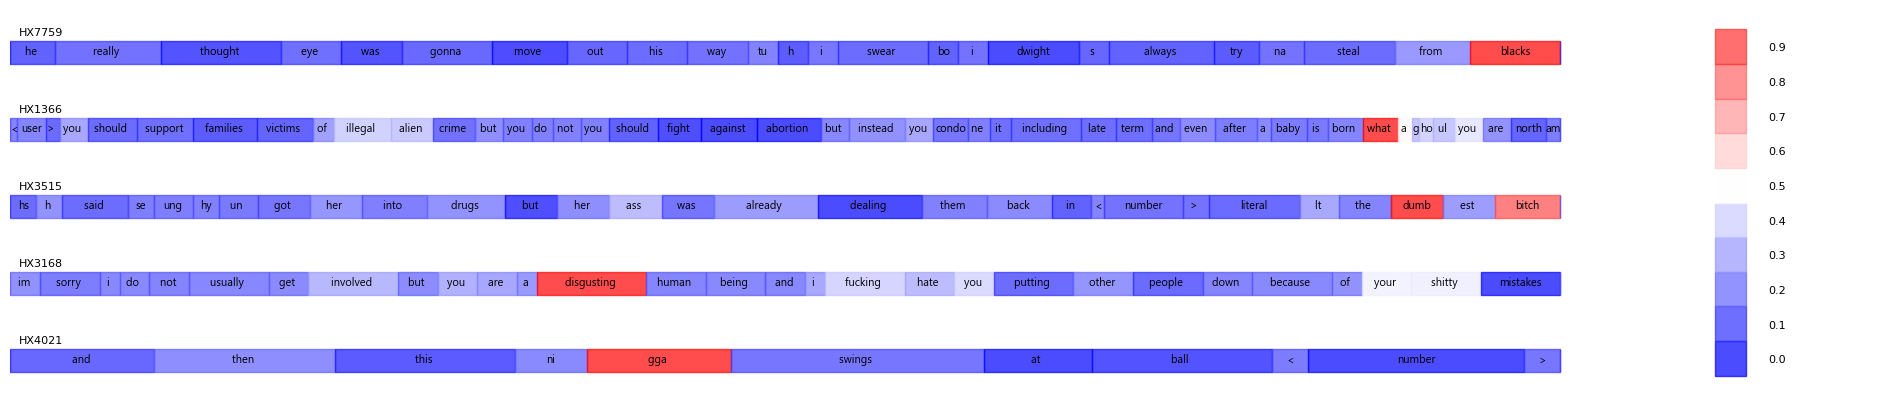 HX7759
he really thought eye was gonna move out his way tu h i swear bo i dwight s always try na steal from blacks
HX1366
< user > you should support families victims of illegal alien crime but you do not you should fight against abortion but instead you condo ne it including late term and even after a baby is born what a g ho ul you are north am
HX3515
hs h said se ung hy un got her into drugs but her ass was already dealing them back in < number > literal lt the dumb est bitch
HX3168
im sorry i do not usually get involved but you are a disgusting human being and i fucking hate you putting other people down because of your shitty mistakes
HX4021
and then this ni gga swings at ball < number >
0.9
0.8
0.7
0.6
0.5
0.4
0.3
0.2
0.1
0.0